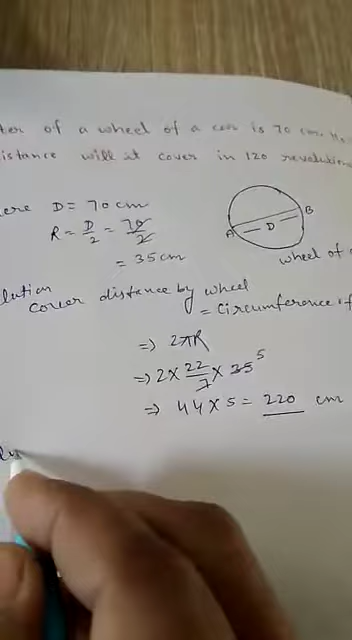 ter of a wheel of a car is 70 cm.
istance will it cover in 120 revolution
ere D = 70 cm
R = D/2 = 70/2
= 35 cm
A D B
wheel of
lution
cover distance by wheel
= circumference of
=> 2πR
=> 2 × 22/7 × 35 5
=> 44 × 5 = 220 cm